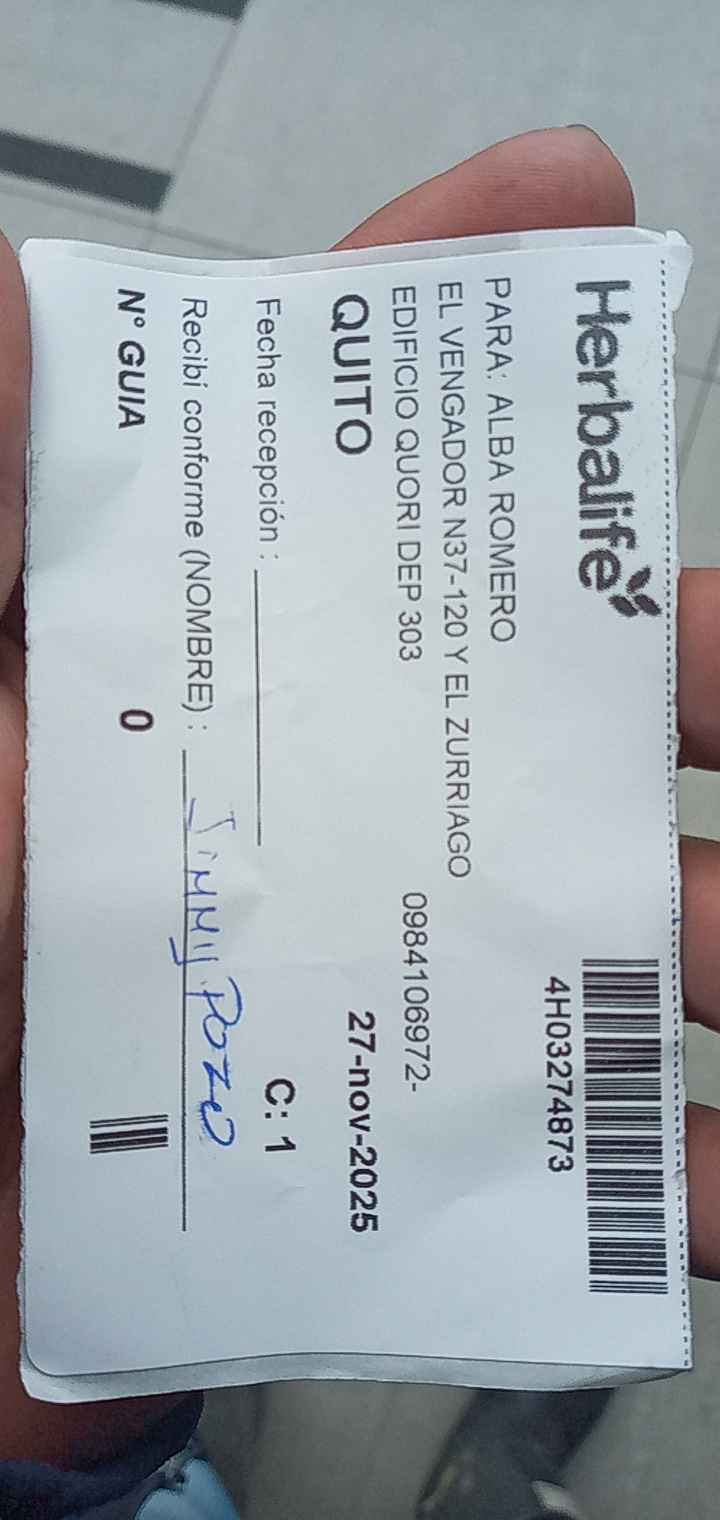 Herbalife
4H03274873
PARA: ALBA ROMERO
EL VENGADOR N37-120 Y EL ZURRIAGO
EDIFICIO QUORI DEP 303 0984106972-
QUITO 27-nov-2025
Fecha recepción : C: 1
Recibí conforme (NOMBRE) : JIMMY POZO
Nº GUIA 0